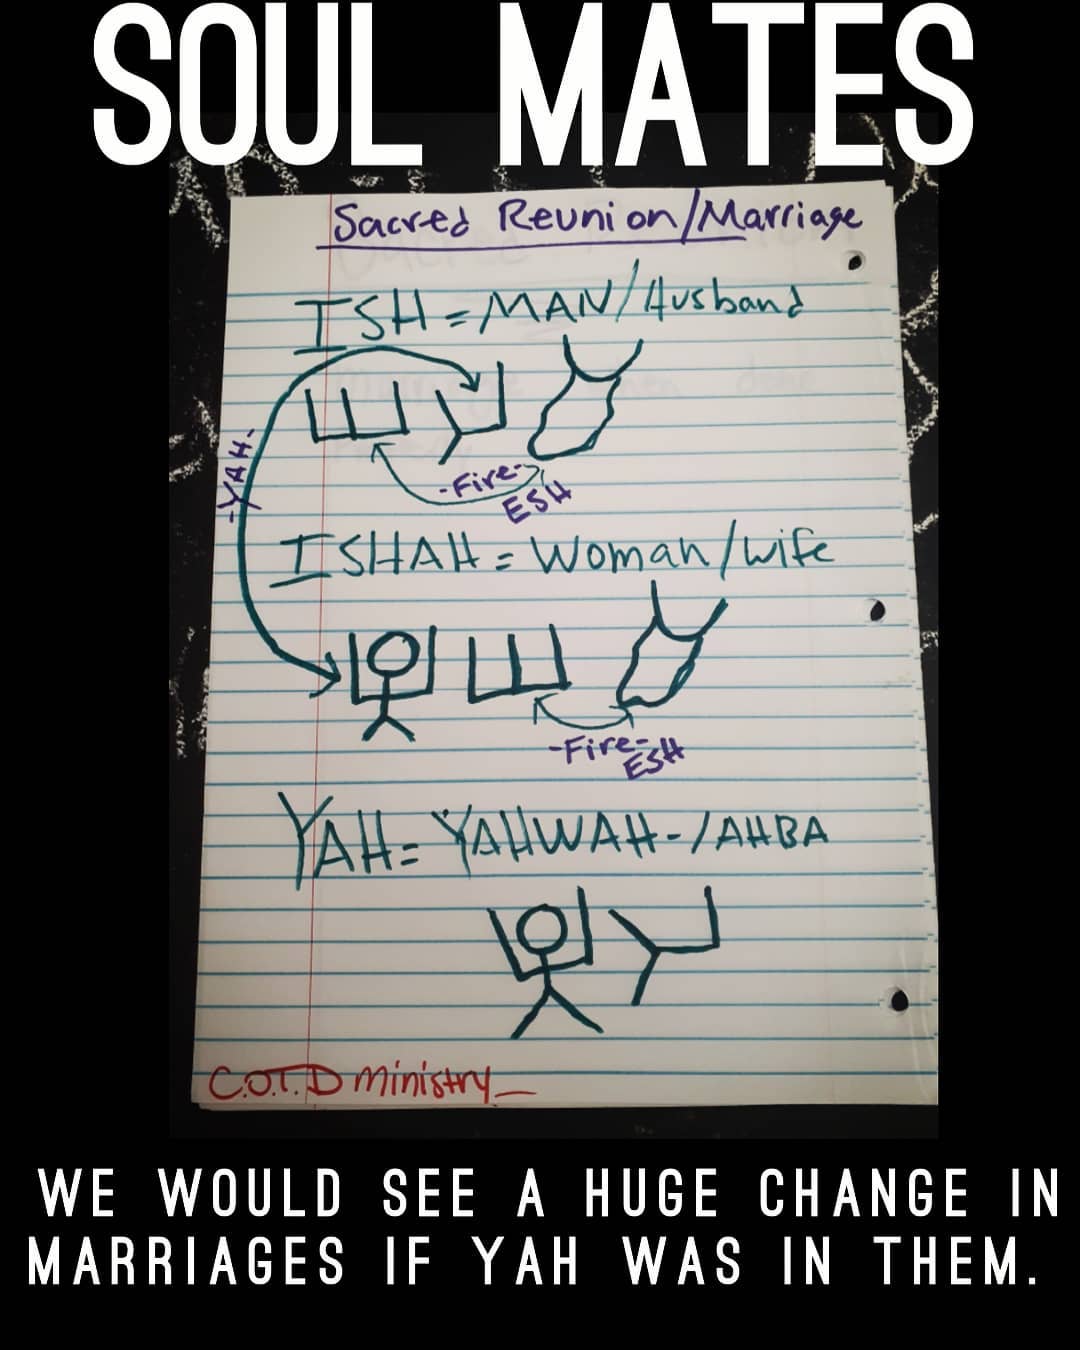 SOUL MATES
Sacred Reunion/Marriage
ISH = MAN/Husband
-YAH-
-Fire-
ESH
ISHAH = Woman/wife
-Fire-
ESH
YAH = YAHWAH-/AHBA
C.O.T.D Ministry
WE WOULD SEE A HUGE CHANGE IN
MARRIAGES IF YAH WAS IN THEM.